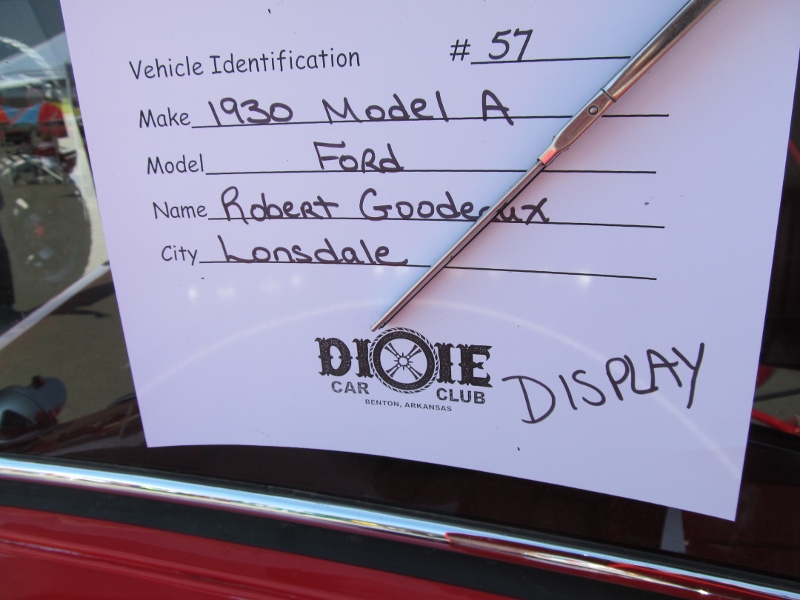 Vehicle Identification # 57
Make 1930 Model A
Model Ford
Name Robert Goodeaux
City Lonsdale
DIXIE
CAR CLUB
BENTON, ARKANSAS
DISPLAY